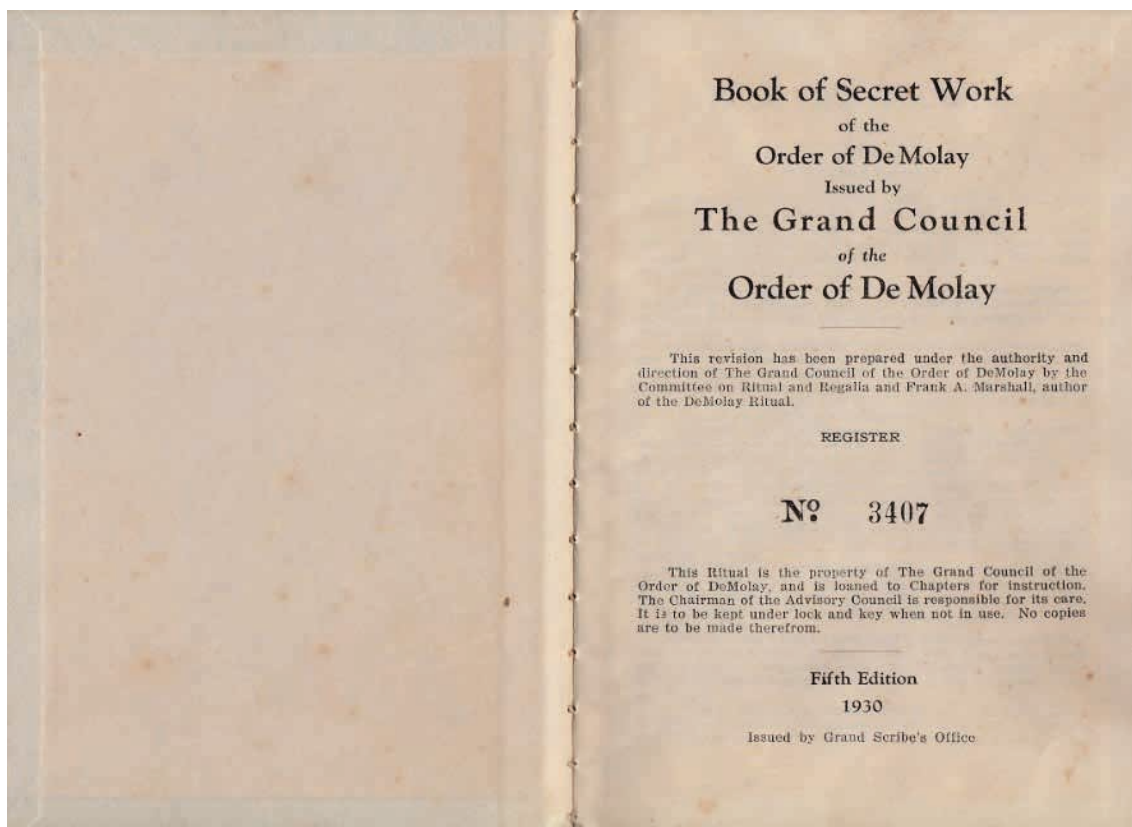 Book of Secret Work
of the
Order of DeMolay
Issued by
The Grand Council
of the
Order of DeMolay
This revision has been prepared under the authority and
direction of The Grand Council of the Order of DeMolay by the
Committee on Ritual and Regalia and Frank A. Marshall, author
of the DeMolay Ritual.
REGISTER
Nº 3407
This Ritual is the property of The Grand Council of the
Order of DeMolay, and is loaned to Chapters for instruction.
The Chairman of the Advisory Council is responsible for its care.
It is to be kept under lock and key when not in use. No copies
are to be made therefrom.
Fifth Edition
1930
Issued by Grand Scribe's Office